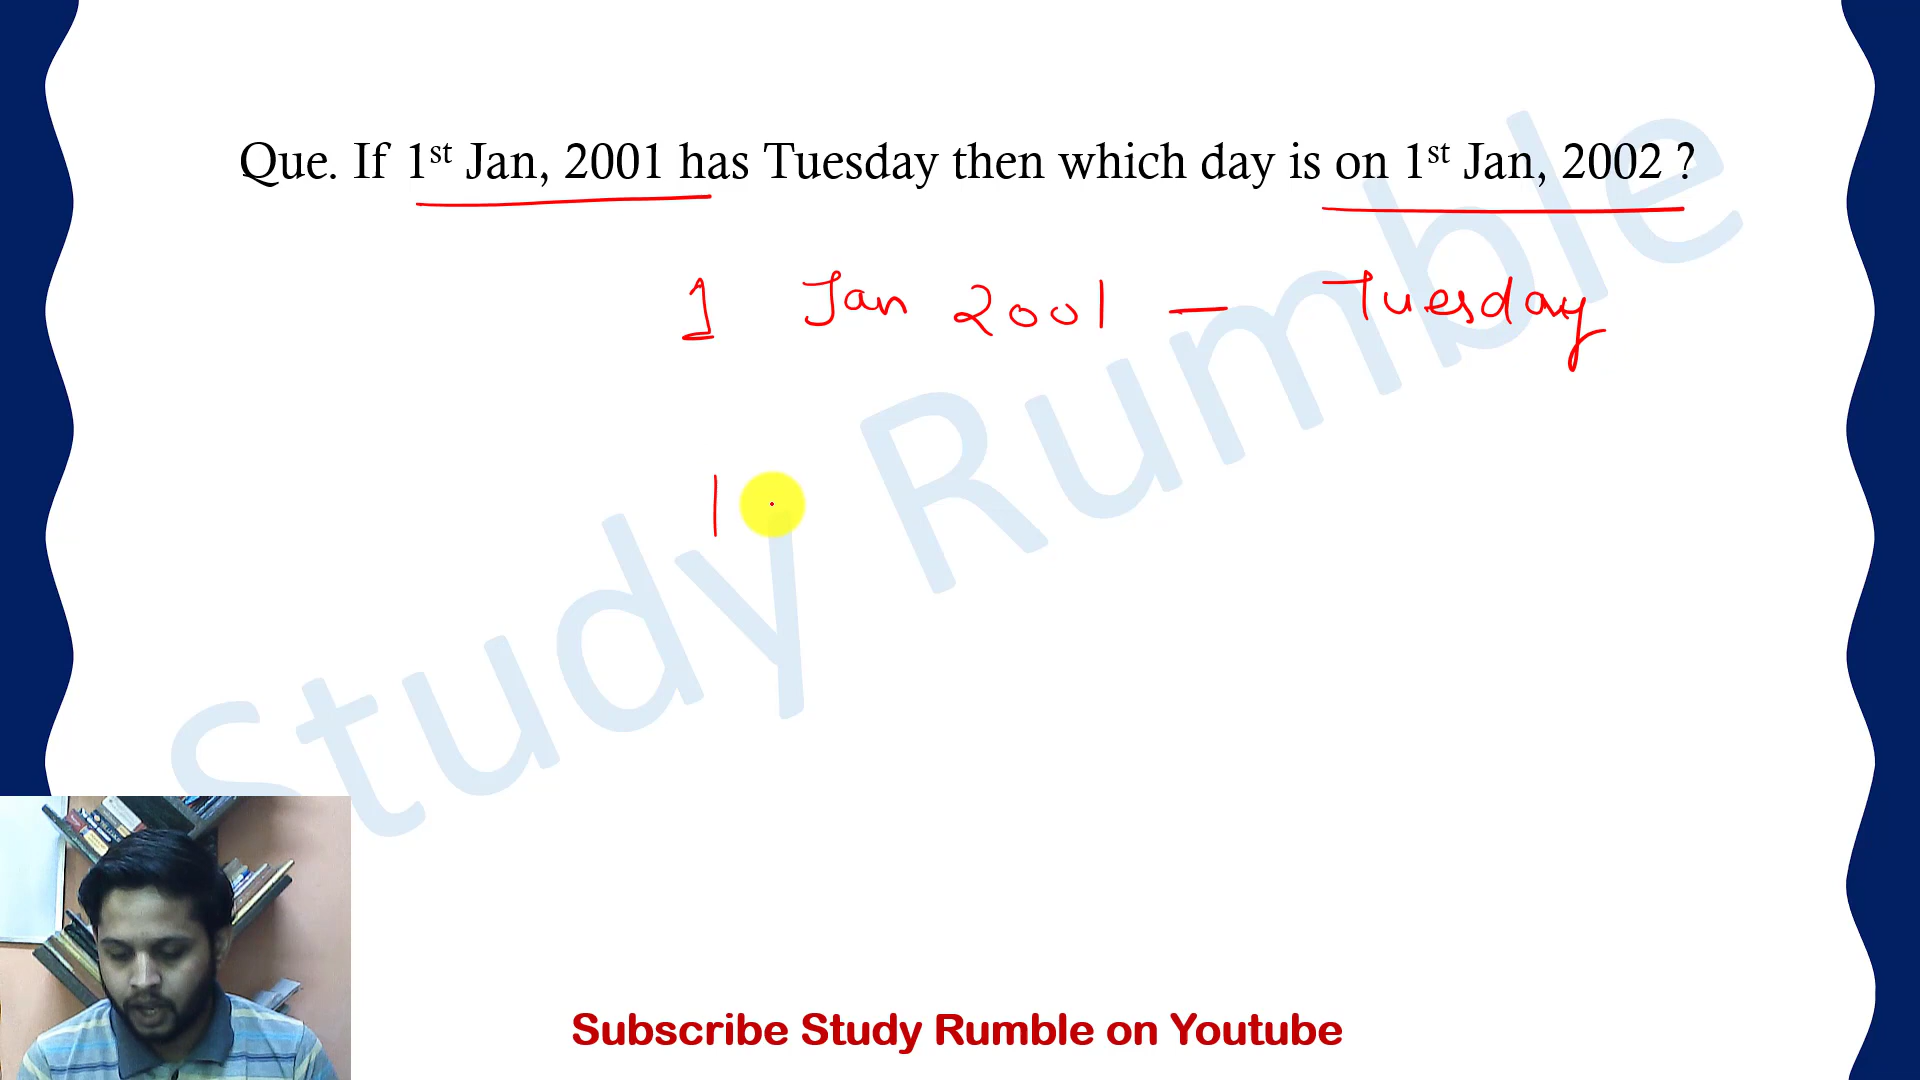 Que. If 1st Jan, 2001 has Tuesday then which day is on 1st Jan, 2002 ?
1 Jan 2001 — Tuesday
1
Study Rumble
Subscribe Study Rumble on Youtube